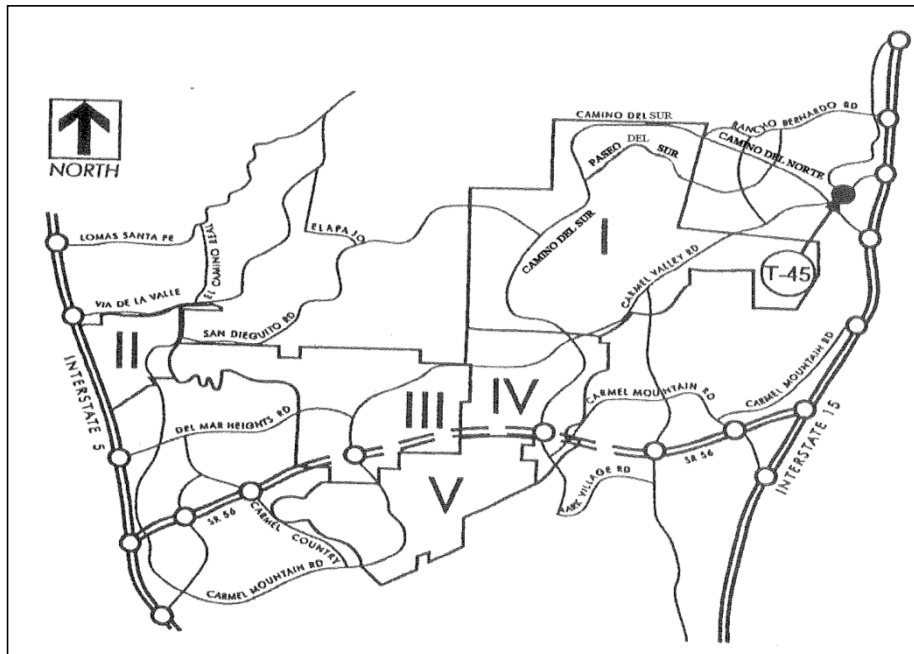 NORTH
CAMINO DEL SUR
RANCHO BERNARDO RD
CAMINO DEL NORTE
PASEO DEL SUR
LOMAS SANTA FE
EL CAMINO REAL
EL APAJO
CAMINO DEL SUR
I
CARMEL VALLEY RD
T-45
VIA DE LA VALLE
II
SAN DIEGUITO RD
INTERSTATE 5
III
IV
CARMEL MOUNTAIN RD
CARMEL MOUNTAIN RD
DEL MAR HEIGHTS RD
SR 56
INTERSTATE 15
V
PARK VILLAGE RD
SR 56
CARMEL COUNTRY
CARMEL MOUNTAIN RD